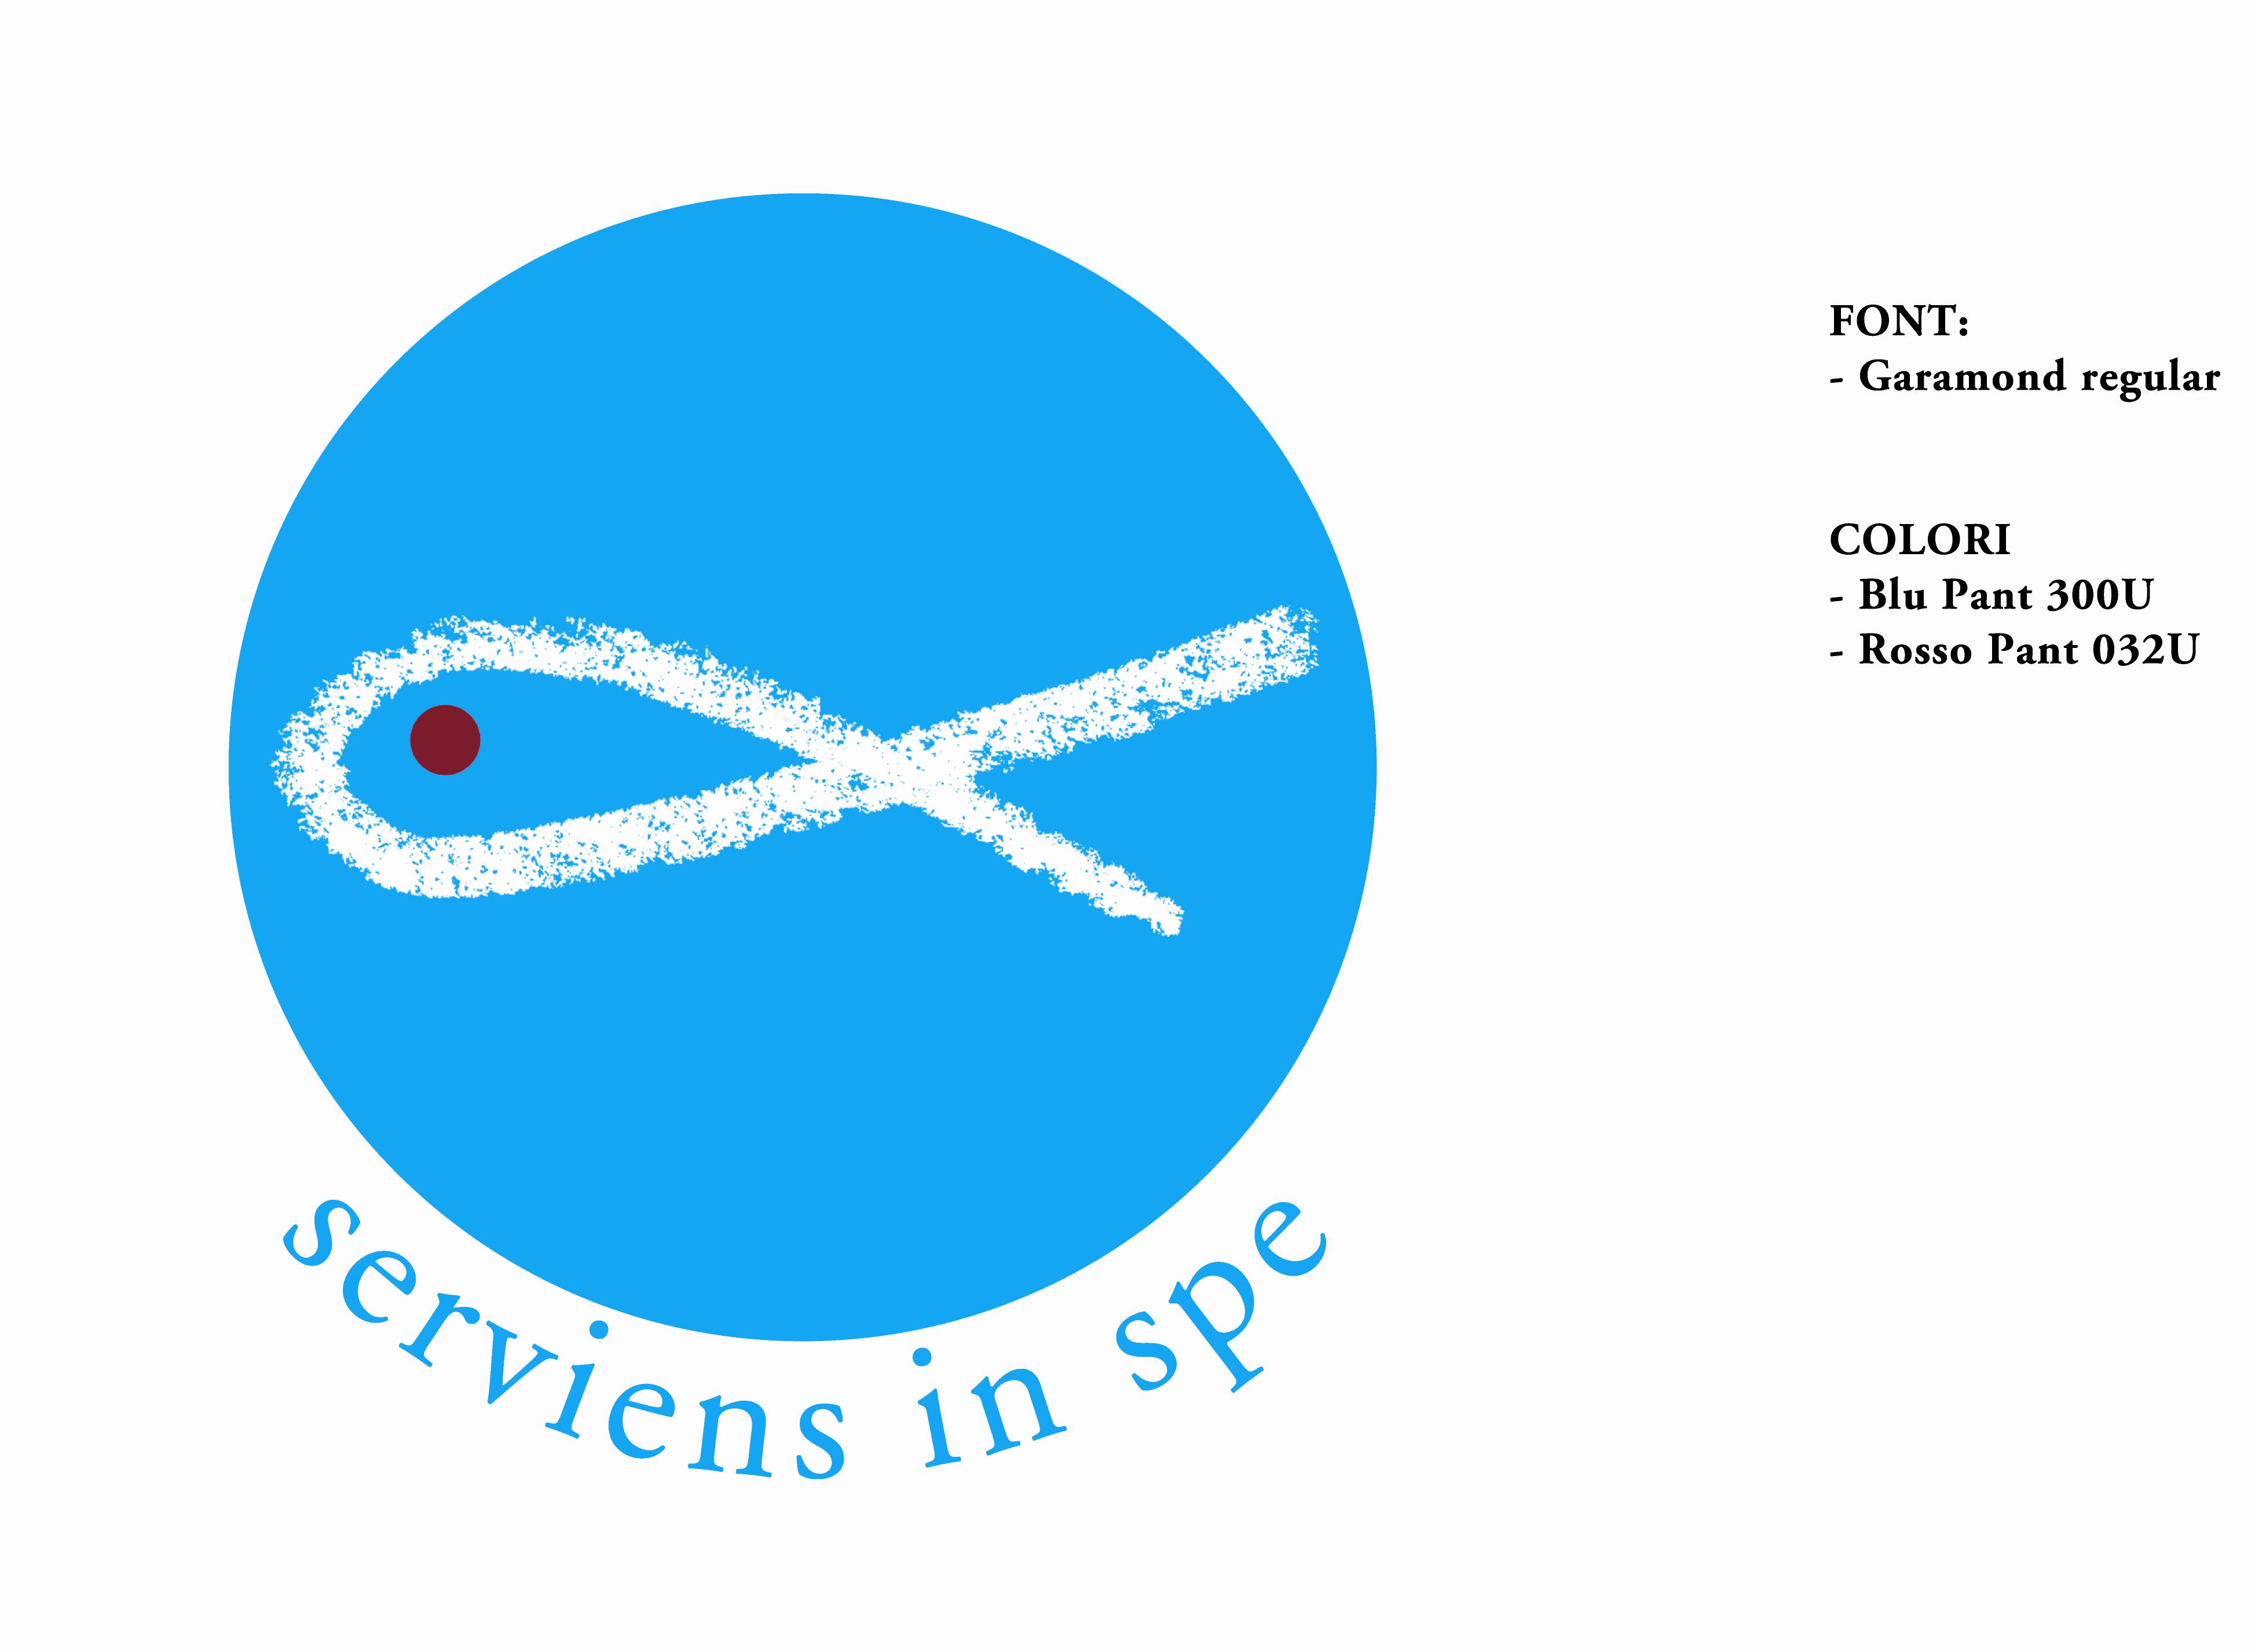 serviens in spe
FONT:
- Garamond regular
COLORI
- Blu Pant 300U
- Rosso Pant 032U